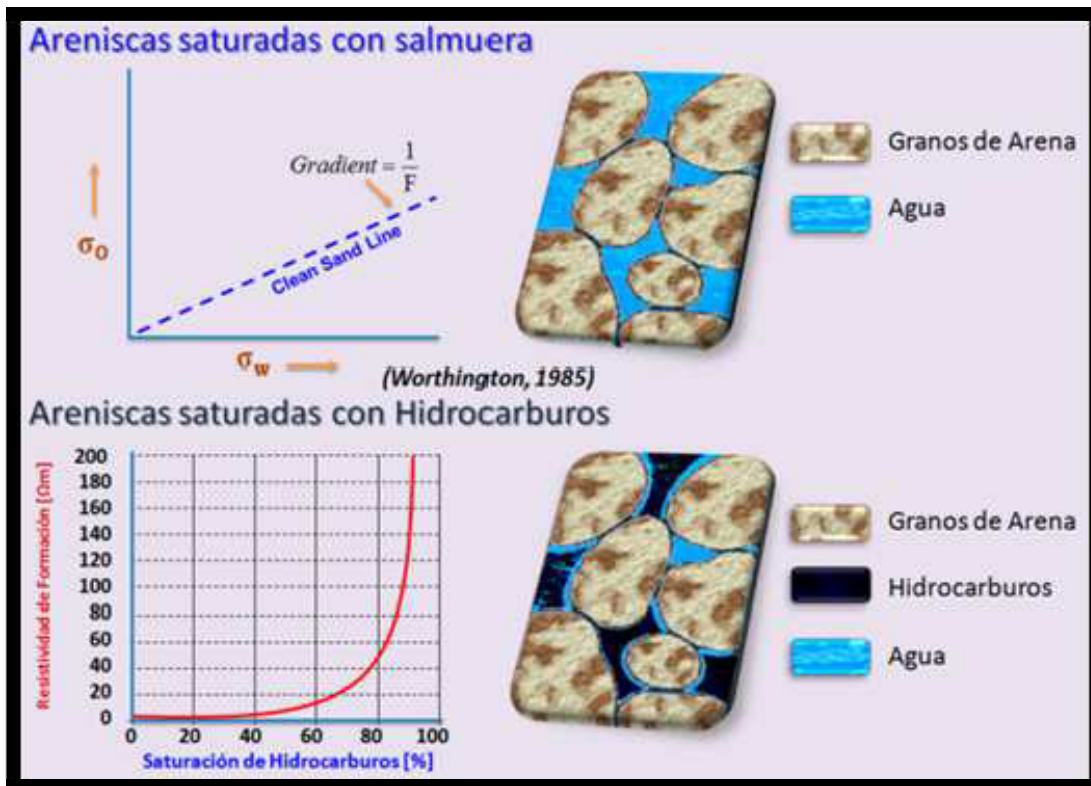 Areniscas saturadas con salmuera
Gradient = 1/F
σ₀
Clean Sand Line
σw
(Worthington, 1985)
Granos de Arena
Agua
Areniscas saturadas con Hidrocarburos
Resistividad de Formación [Ωm]
200
180
160
140
120
100
80
60
40
20
0
0 20 40 60 80 100
Saturación de Hidrocarburos [%]
Granos de Arena
Hidrocarburos
Agua